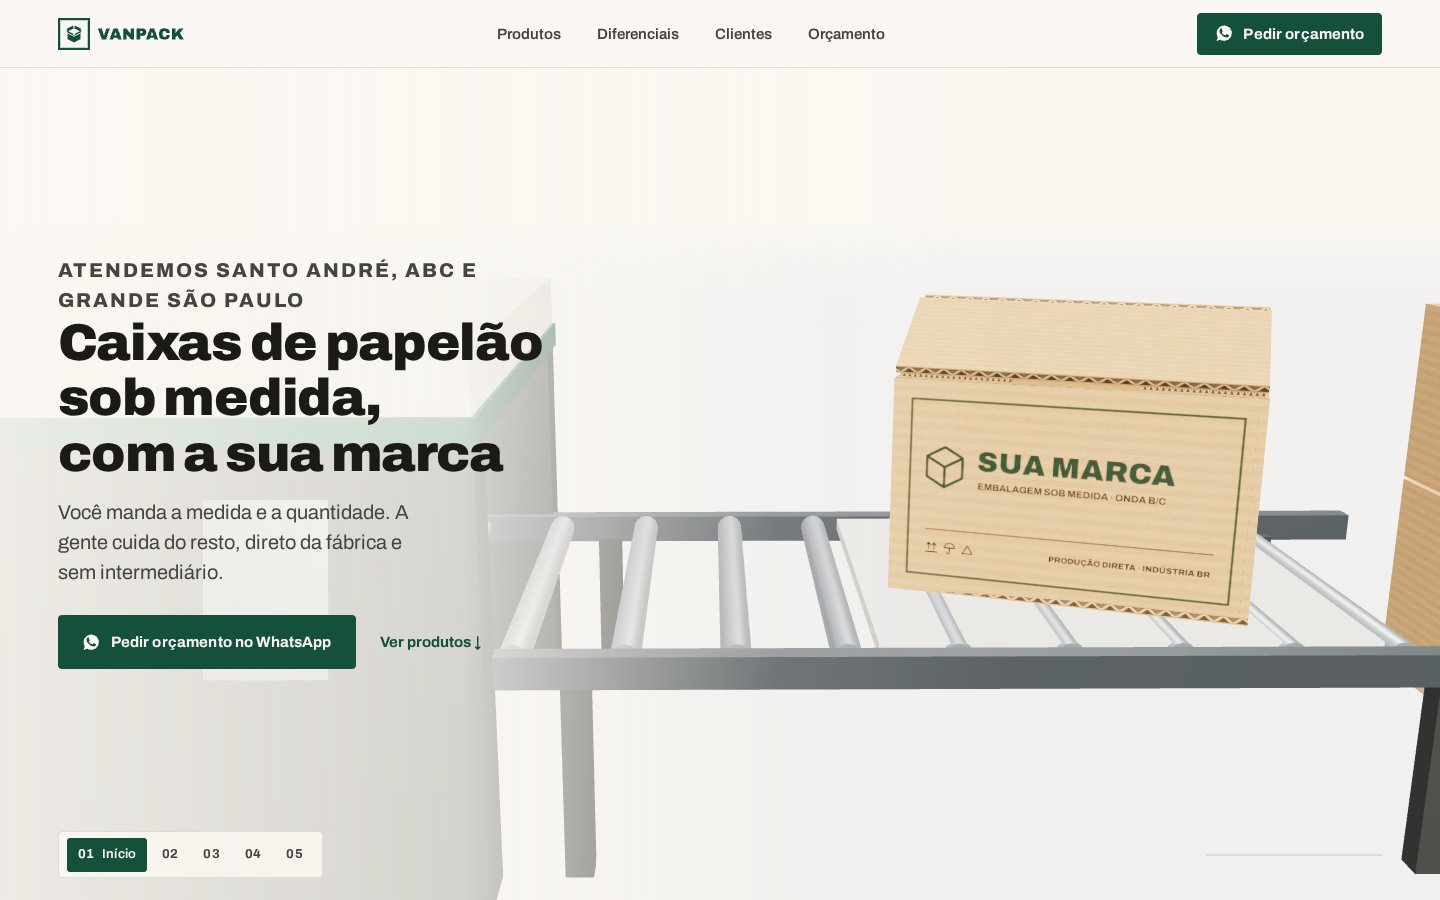 VANPACK
Produtos
Diferenciais
Clientes
Orçamento
Pedir orçamento
ATENDEMOS SANTO ANDRÉ, ABC E
GRANDE SÃO PAULO
Caixas de papelão
sob medida,
com a sua marca
Você manda a medida e a quantidade. A
gente cuida do resto, direto da fábrica e
sem intermediário.
Pedir orçamento no WhatsApp
Ver produtos ↓
SUA MARCA
EMBALAGEM SOB MEDIDA · ONDA B/C
PRODUÇÃO DIRETA · INDÚSTRIA BR
01 Início
02
03
04
05